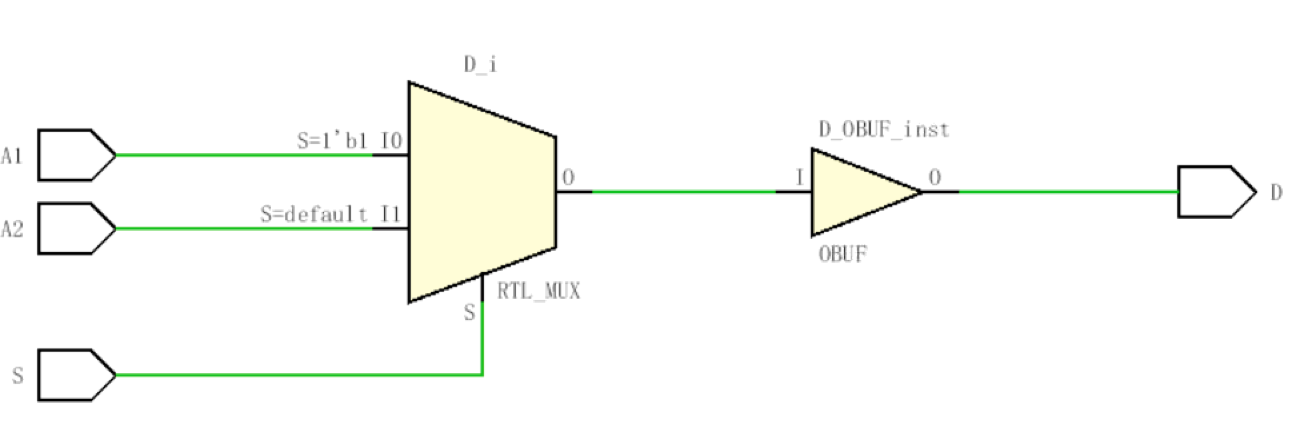 D_i
D_OBUF_inst
A1
S=1'b1 I0
O
I
O
D
A2
S=default I1
OBUF
RTL_MUX
S
S